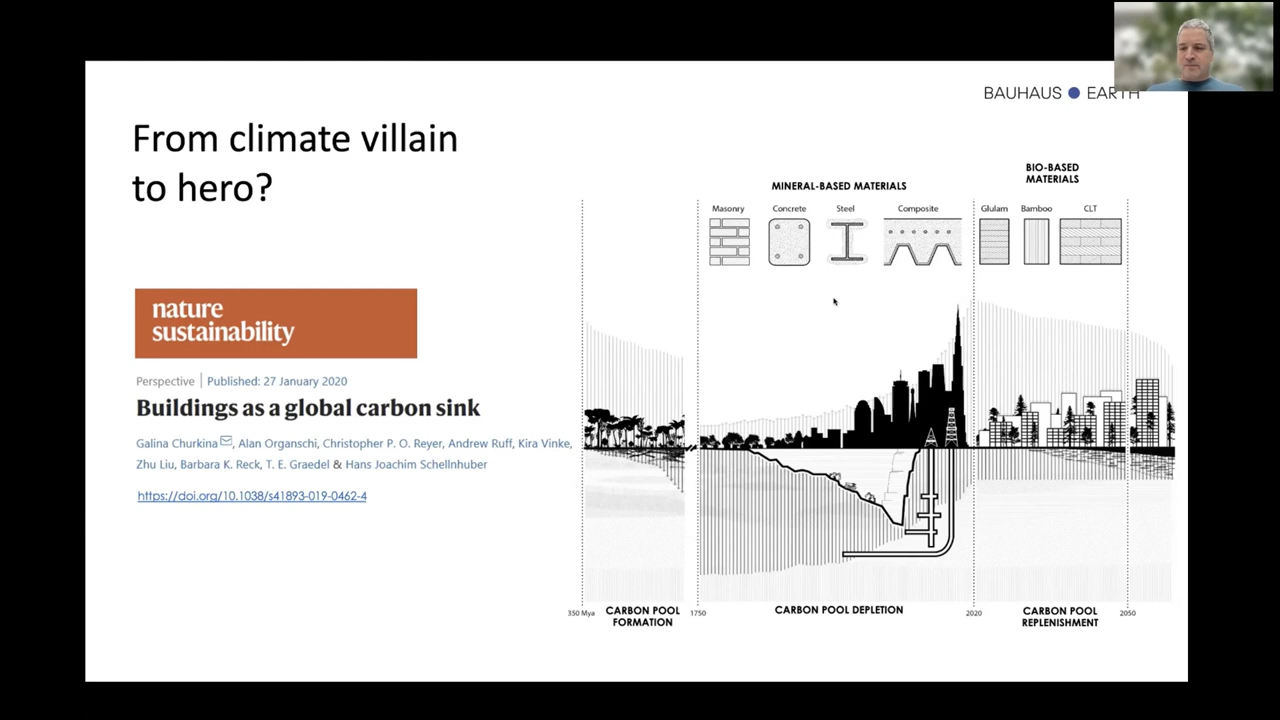 BAUHAUS EARTH
From climate villain
to hero?
nature
sustainability
Perspective | Published: 27 January 2020
Buildings as a global carbon sink
Galina Churkina, Alan Organschi, Christopher P. O. Reyer, Andrew Ruff, Kira Vinke,
Zhu Liu, Barbara K. Reck, T. E. Graedel & Hans Joachim Schellnhuber
https://doi.org/10.1038/s41893-019-0462-4
MINERAL-BASED MATERIALS
Masonry Concrete Steel Composite
BIO-BASED
MATERIALS
Glulam Bamboo CLT
350 Mya
CARBON POOL
FORMATION
1750
CARBON POOL DEPLETION
2020
CARBON POOL
REPLENISHMENT
2050